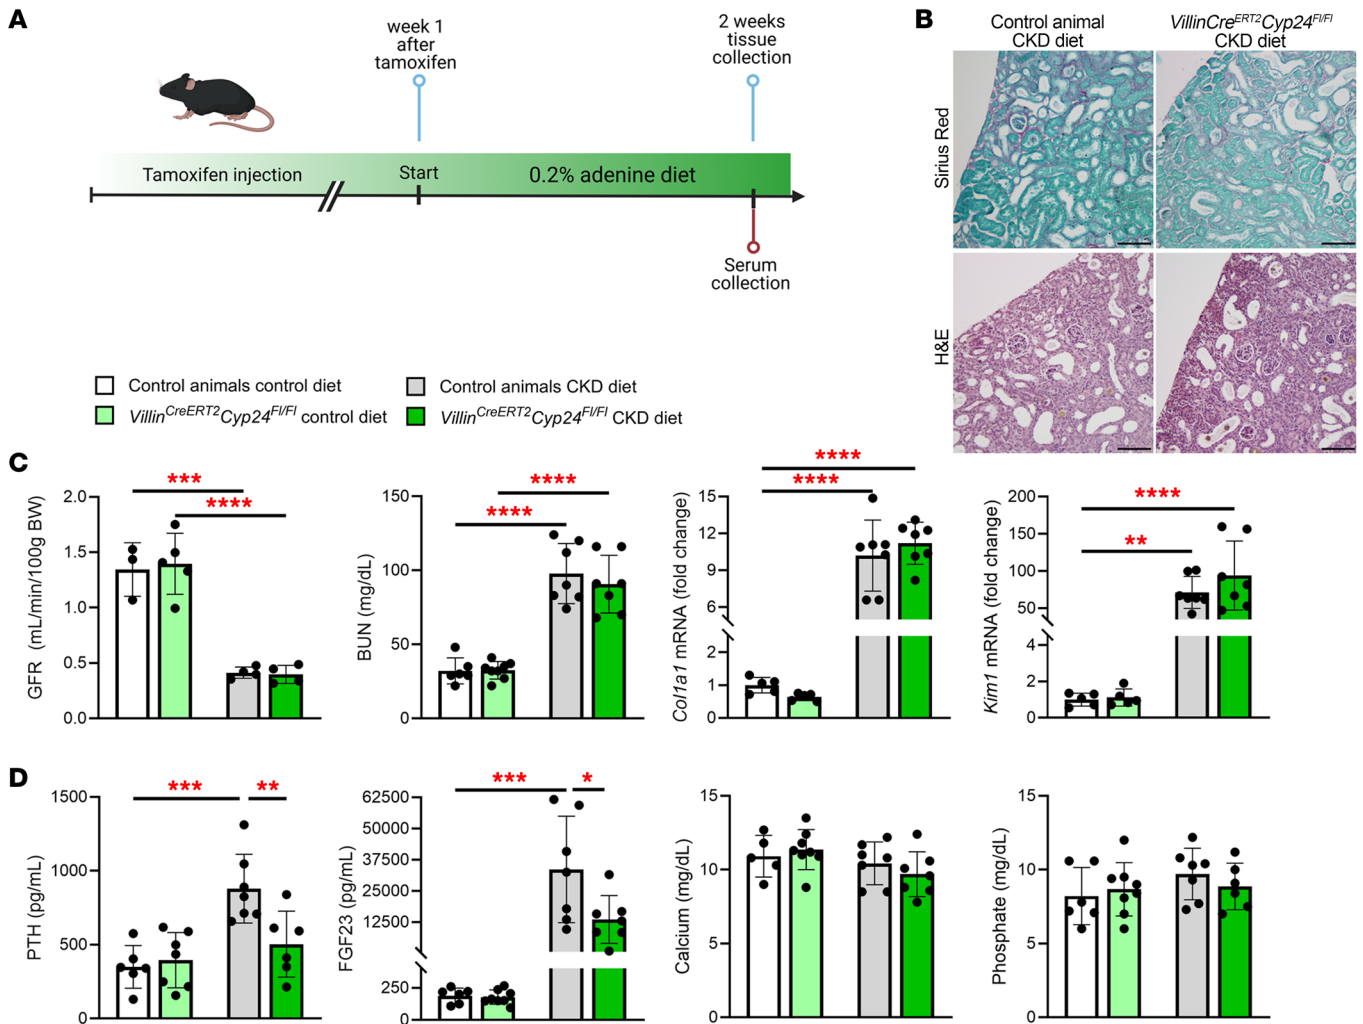 A
week 1
after
tamoxifen
2 weeks
tissue
collection
Tamoxifen injection
Start
0.2% adenine diet
Serum
collection
B
Control animal
CKD diet
VillinCreERT2Cyp24Fl/Fl
CKD diet
Sirius Red
H&E
Control animals control diet
Control animals CKD diet
VillinCreERT2Cyp24Fl/Fl control diet
VillinCreERT2Cyp24Fl/Fl CKD diet
C
GFR (mL/min/100g BW)
2.0
1.5
1.0
0.5
0.0
***
****
BUN (mg/dL)
150
100
50
0
****
****
Col1a1 mRNA (fold change)
15
12
9
6
2
1
0
****
****
Kim1 mRNA (fold change)
200
150
100
50
4
2
0
****
**
D
PTH (pg/mL)
1500
1000
500
0
***
**
FGF23 (pg/mL)
62500
50000
37500
25000
12500
250
0
***
*
Calcium (mg/dL)
15
10
5
0
Phosphate (mg/dL)
15
10
5
0